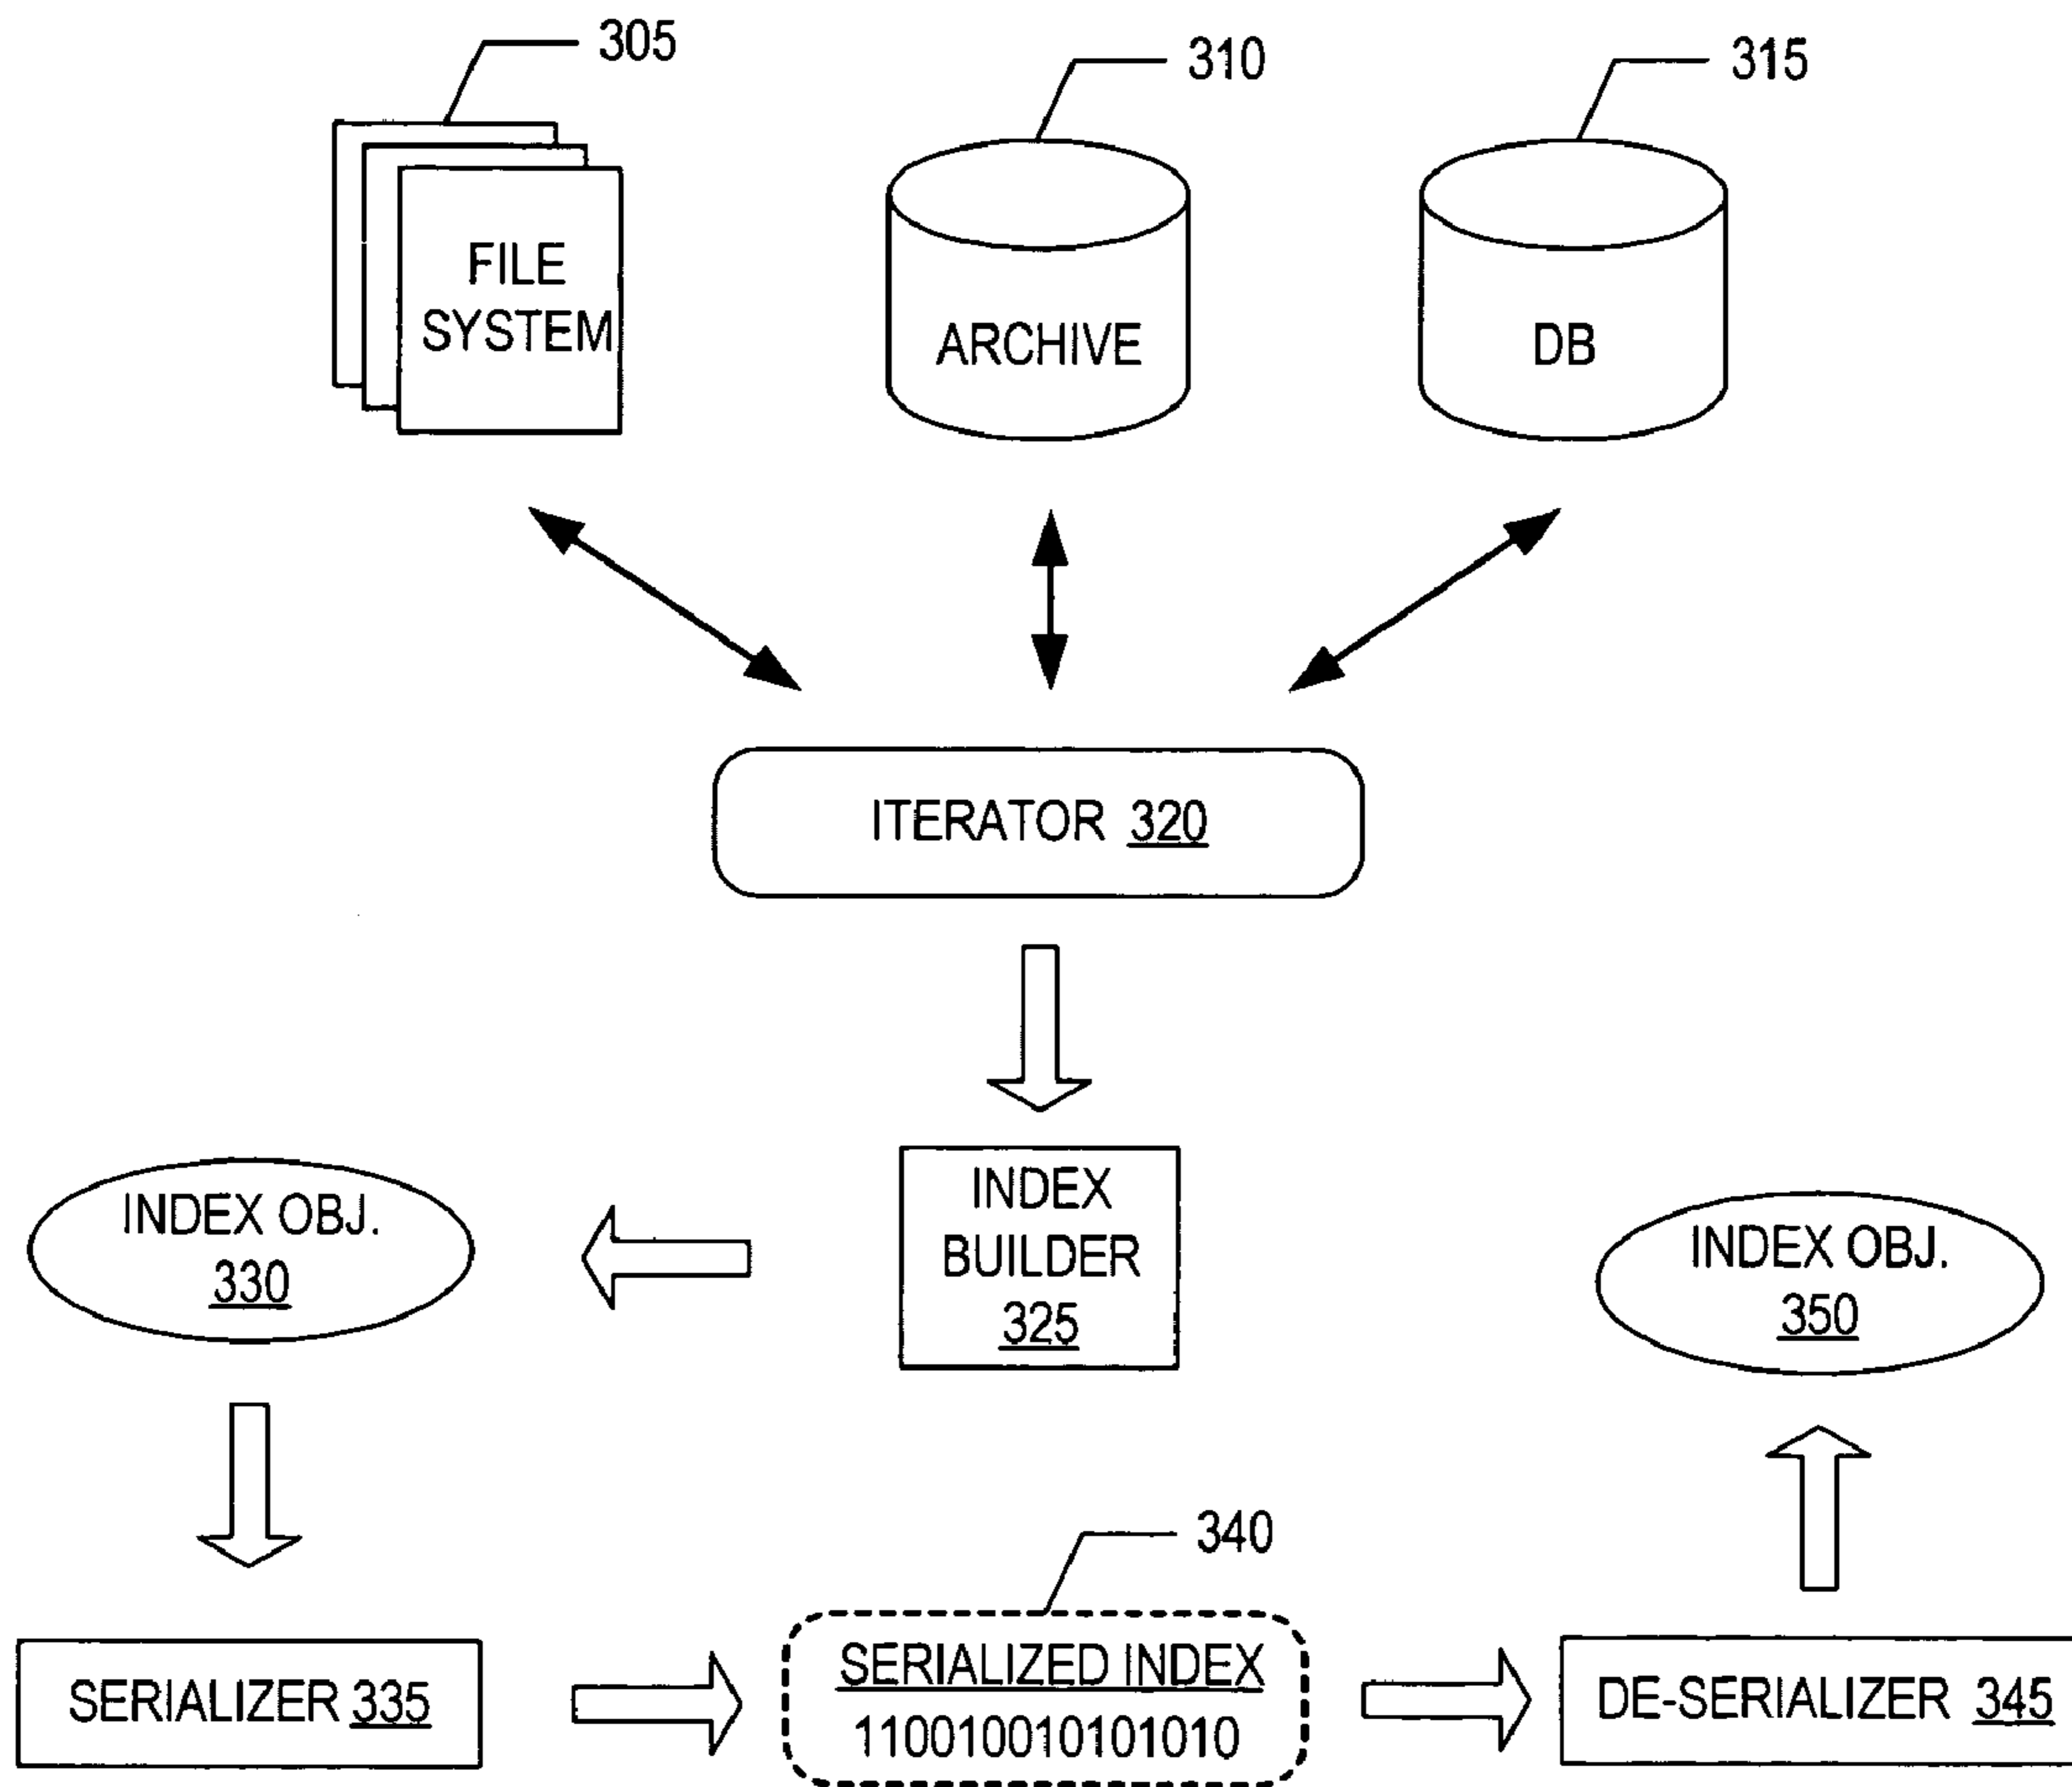 305
310
315
FILE
SYSTEM
ARCHIVE
DB
ITERATOR 320
INDEX OBJ.
330
INDEX
BUILDER
325
INDEX OBJ.
350
340
SERIALIZER 335
SERIALIZED INDEX
110010010101010
DE-SERIALIZER 345